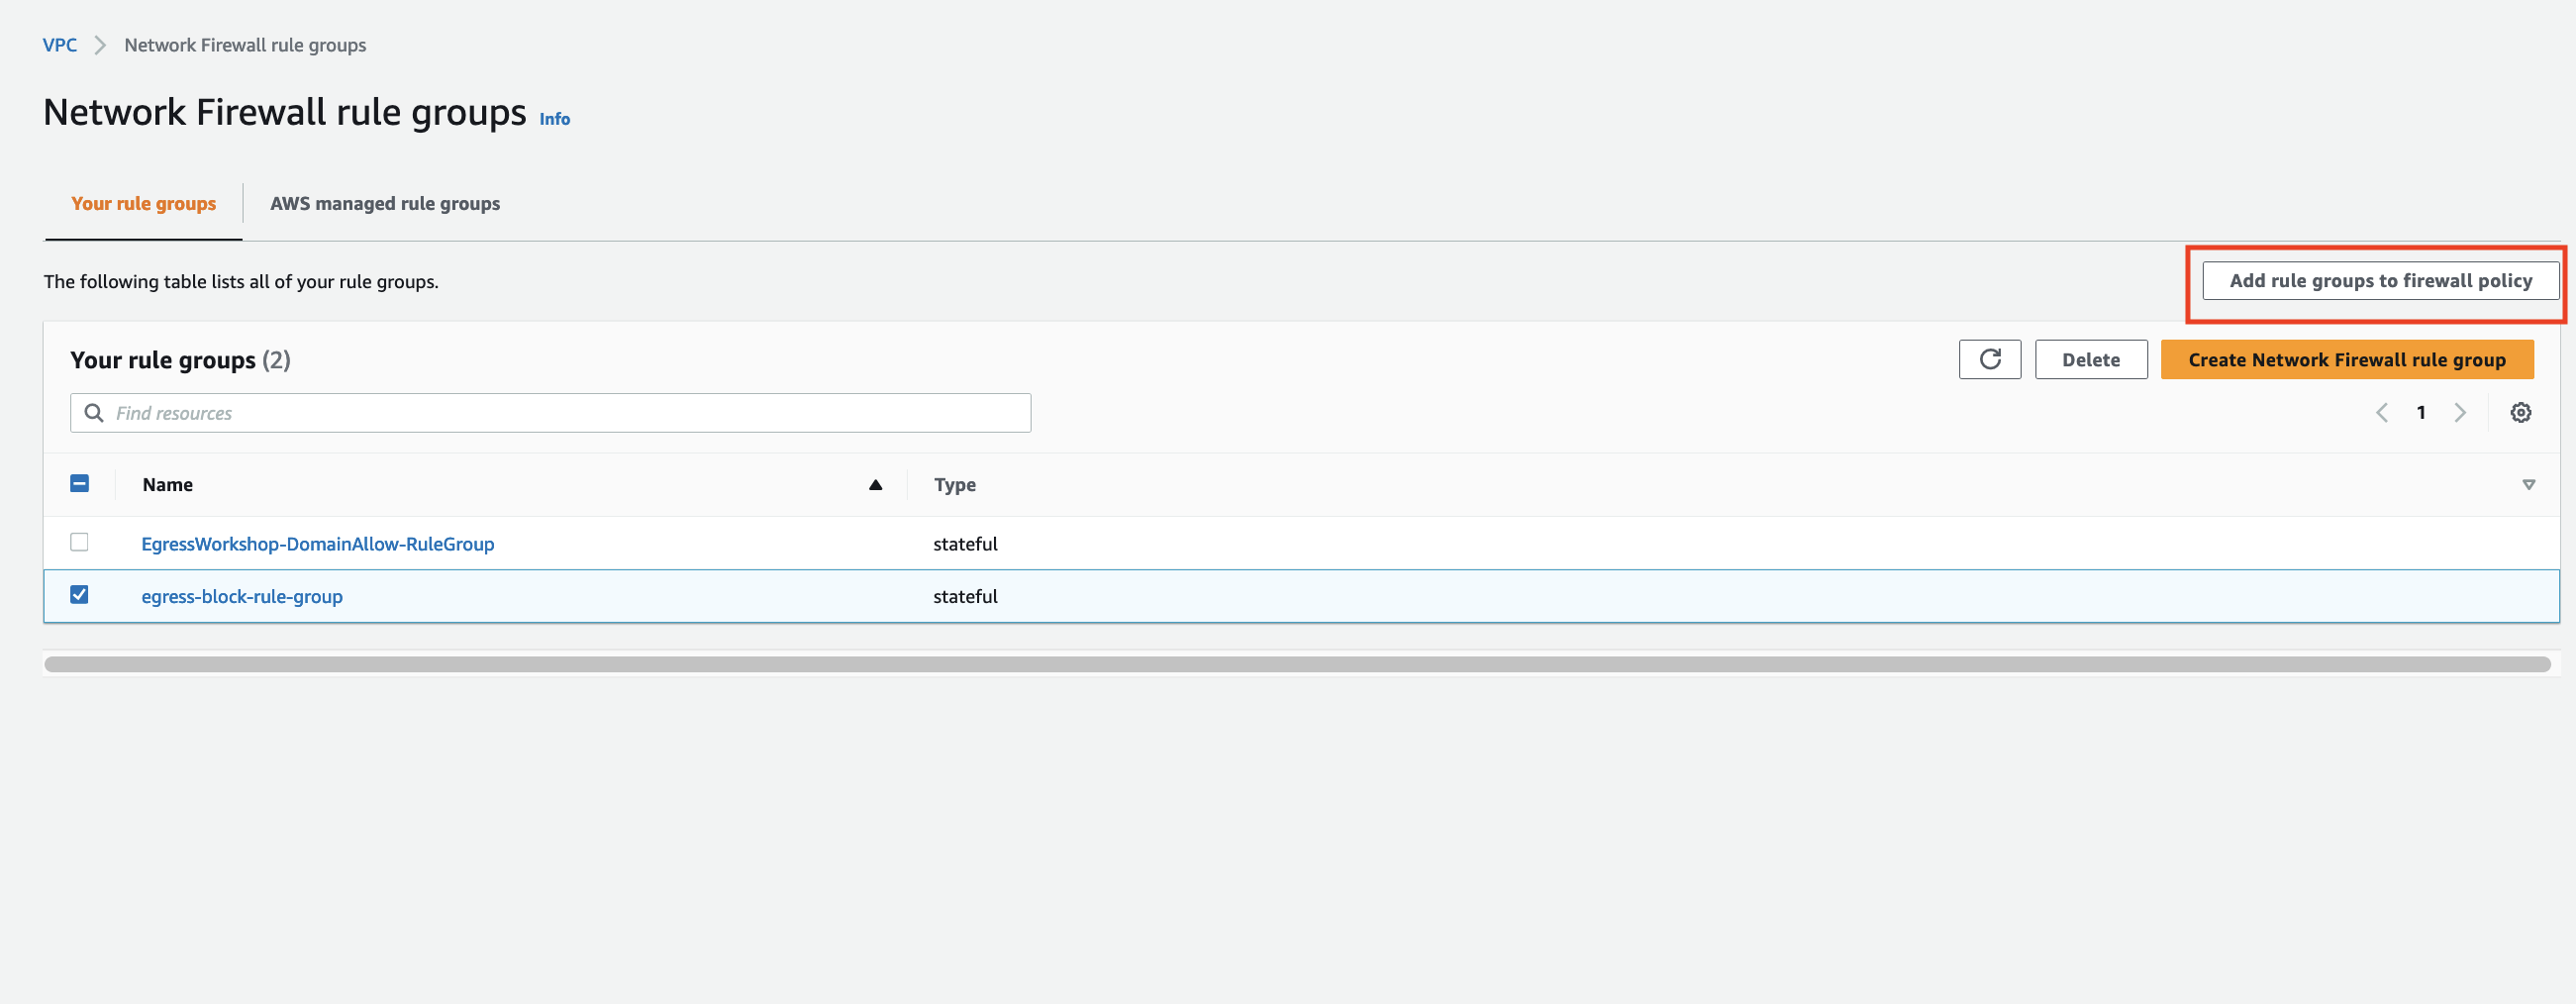 VPC > Network Firewall rule groups
Network Firewall rule groups Info
Your rule groups AWS managed rule groups
The following table lists all of your rule groups. Add rule groups to firewall policy
Your rule groups (2) Delete Create Network Firewall rule group
Find resources 1
Name Type
EgressWorkshop-DomainAllow-RuleGroup stateful
egress-block-rule-group stateful